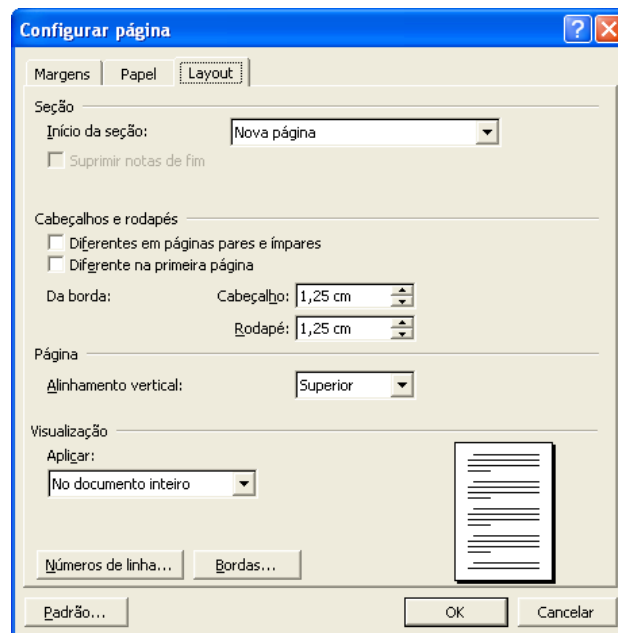 Configurar página
Margens Papel Layout
Seção
Início da seção: Nova página
Suprimir notas de fim
Cabeçalhos e rodapés
Diferentes em páginas pares e ímpares
Diferente na primeira página
Da borda: Cabeçalho: 1,25 cm
Rodapé: 1,25 cm
Página
Alinhamento vertical: Superior
Visualização
Aplicar:
No documento inteiro
Números de linha... Bordas...
Padrão... OK Cancelar